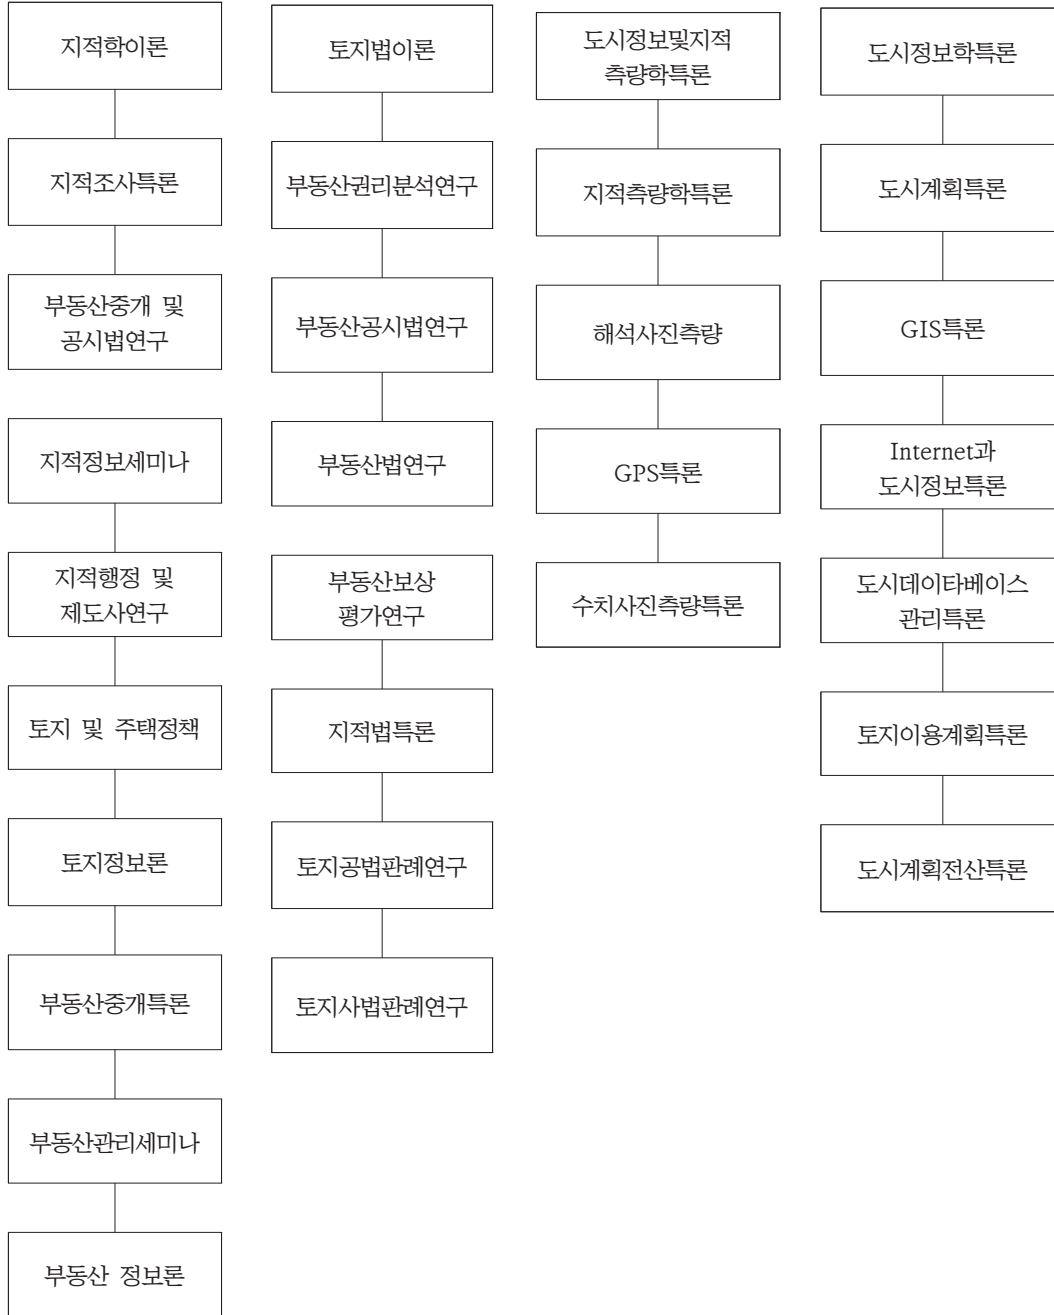 지적학이론
지적조사특론
부동산중개 및
공시법연구
지적정보세미나
지적행정 및
제도사연구
토지 및 주택정책
토지정보론
부동산중개특론
부동산관리세미나
부동산 정보론
토지법이론
부동산권리분석연구
부동산공시법연구
부동산법연구
부동산보상
평가연구
지적법특론
토지공법판례연구
토지사법판례연구
도시정보및지적
측량학특론
지적측량학특론
해석사진측량
GPS특론
수치사진측량특론
도시정보학특론
도시계획특론
GIS특론
Internet과
도시정보특론
도시데이타베이스
관리특론
토지이용계획특론
도시계획전산특론